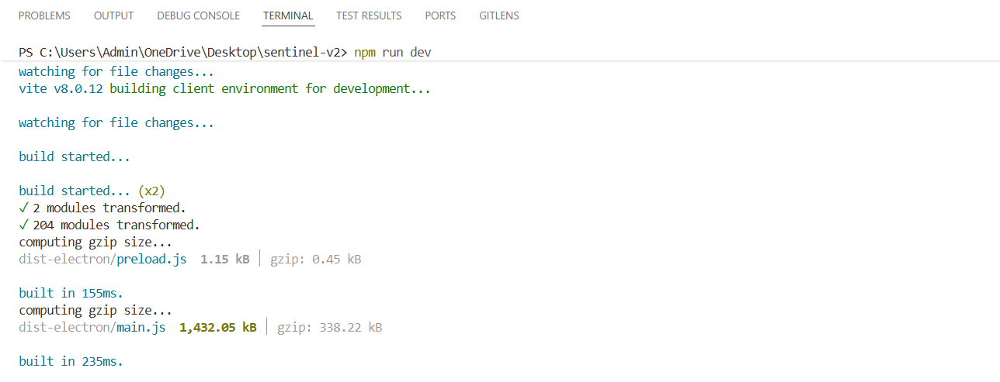 PROBLEMS OUTPUT DEBUG CONSOLE TERMINAL TEST RESULTS PORTS GITLENS
PS C:\Users\Admin\OneDrive\Desktop\sentinel-v2> npm run dev
watching for file changes...
vite v8.0.12 building client environment for development...
watching for file changes...
build started...
build started... (x2)
✓ 2 modules transformed.
✓ 204 modules transformed.
computing gzip size...
dist-electron/preload.js  1.15 kB │ gzip: 0.45 kB
built in 155ms.
computing gzip size...
dist-electron/main.js  1,432.05 kB │ gzip: 338.22 kB
built in 235ms.